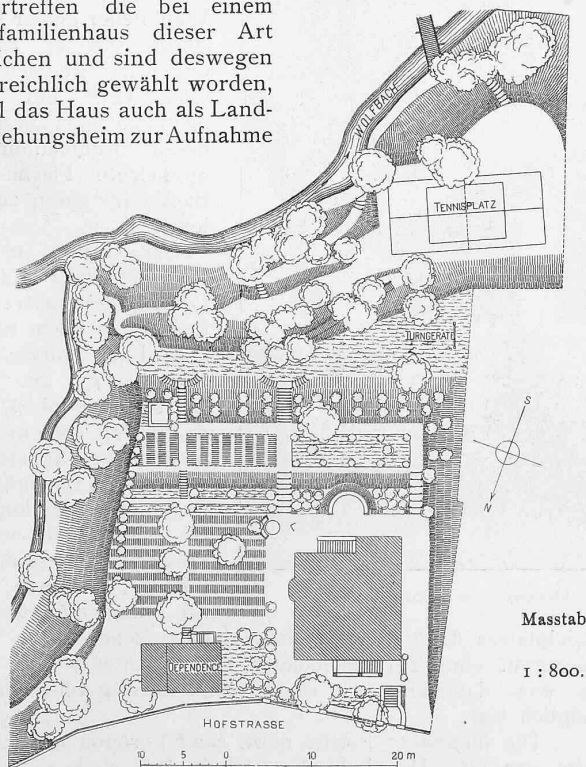 rtreffen die bei einem
familienhaus dieser Art
ichen und sind deswegen
reichlich gewählt worden,
l das Haus auch als Land-
ehungsheim zur Aufnahme
WOLFBACH
TENNISPLATZ
TURNGERÄTE
S
N
Masstab
1 : 800.
DEPENDENCE
HOFSTRASSE
10 0 10 20 m